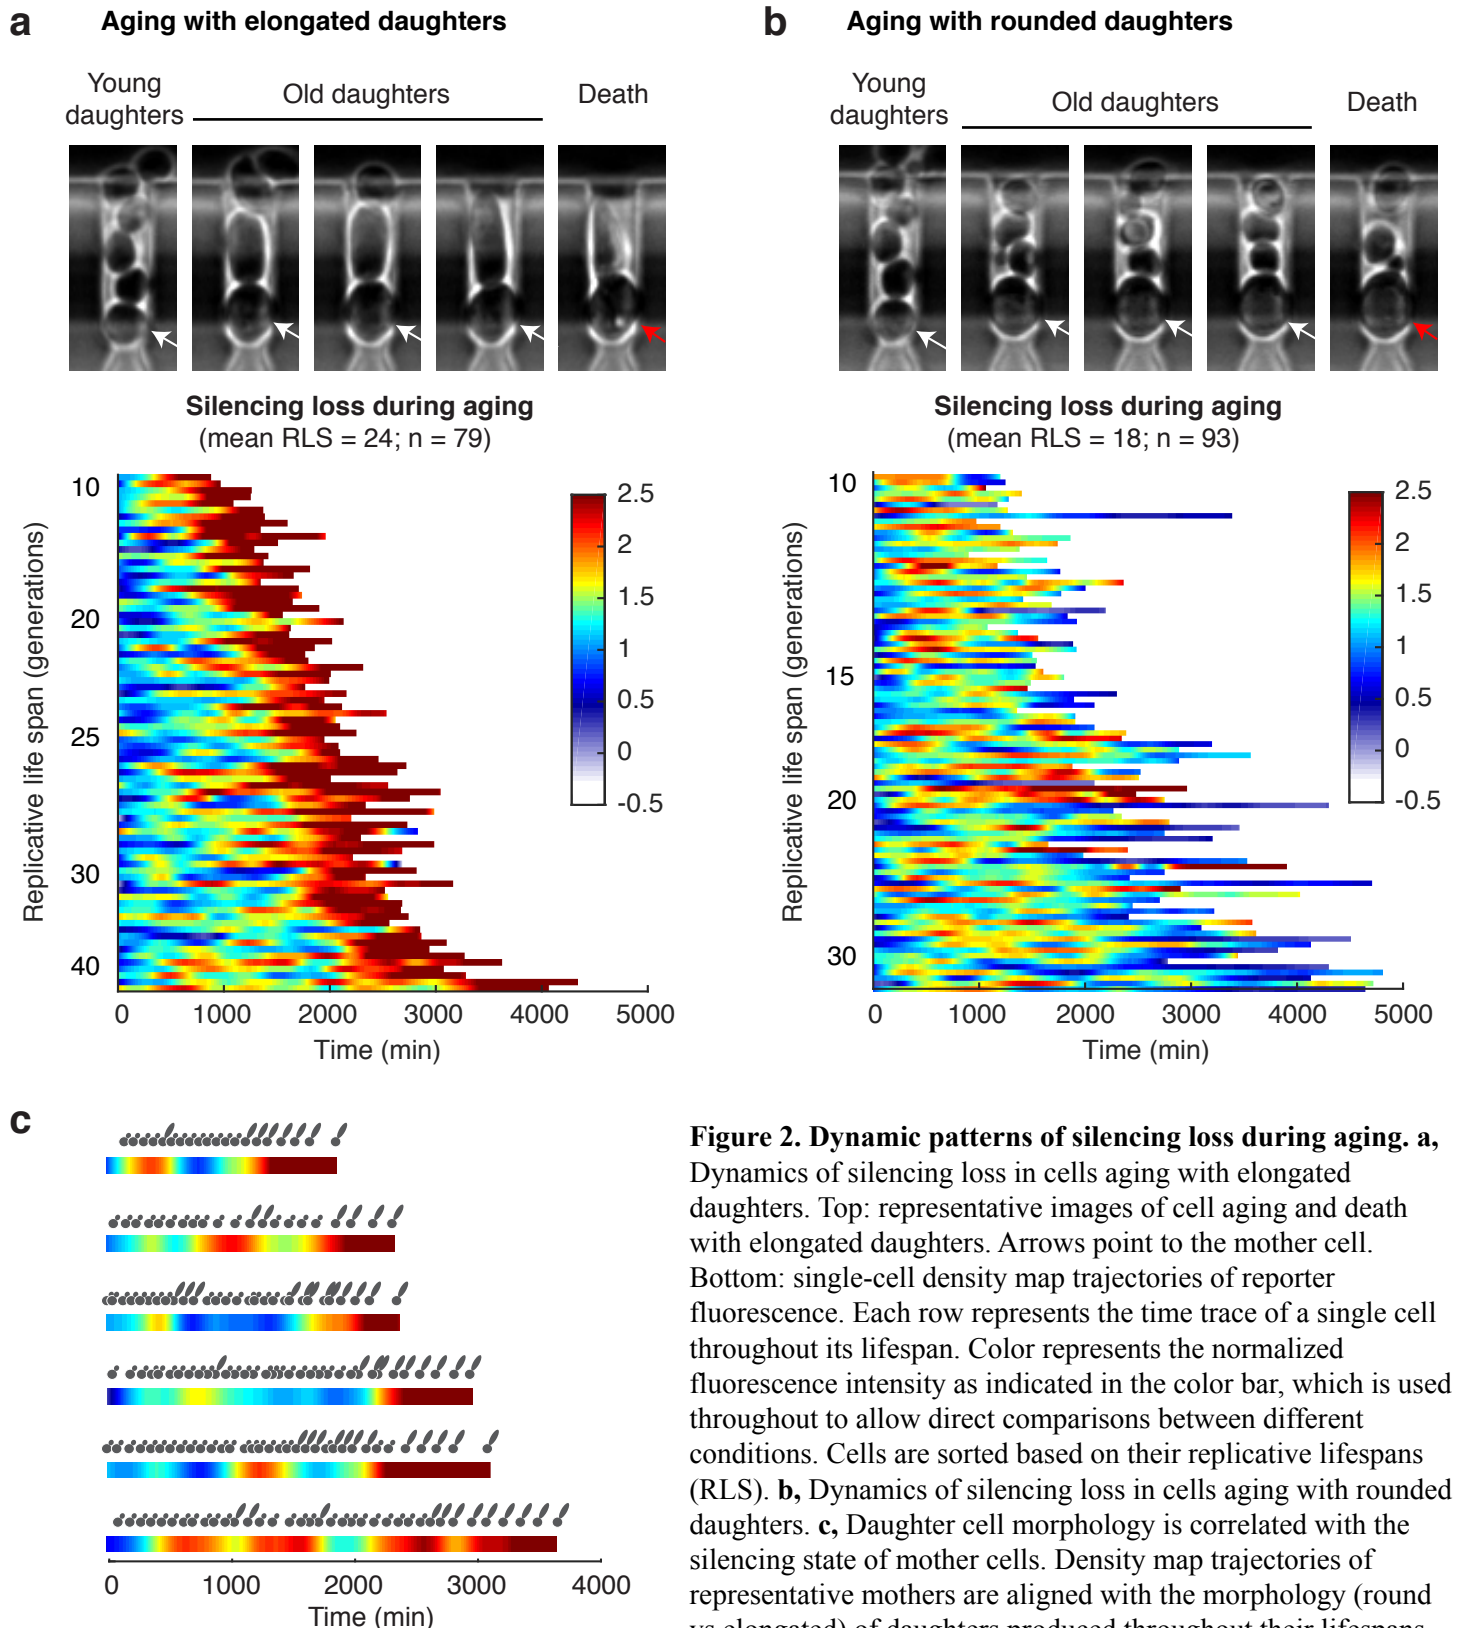 a
Aging with elongated daughters
Young
daughters
Old daughters
Death
Silencing loss during aging
(mean RLS = 24; n = 79)
Replicative life span (generations)
10
20
25
30
40
2.5
2
1.5
1
0.5
0
-0.5
0 1000 2000 3000 4000 5000
Time (min)
b
Aging with rounded daughters
Young
daughters
Old daughters
Death
Silencing loss during aging
(mean RLS = 18; n = 93)
Replicative life span (generations)
10
15
20
30
2.5
2
1.5
1
0.5
0
-0.5
0 1000 2000 3000 4000 5000
Time (min)
c
0 1000 2000 3000 4000
Time (min)
Figure 2. Dynamic patterns of silencing loss during aging. a,
Dynamics of silencing loss in cells aging with elongated
daughters. Top: representative images of cell aging and death
with elongated daughters. Arrows point to the mother cell.
Bottom: single-cell density map trajectories of reporter
fluorescence. Each row represents the time trace of a single cell
throughout its lifespan. Color represents the normalized
fluorescence intensity as indicated in the color bar, which is used
throughout to allow direct comparisons between different
conditions. Cells are sorted based on their replicative lifespans
(RLS). b, Dynamics of silencing loss in cells aging with rounded
daughters. c, Daughter cell morphology is correlated with the
silencing state of mother cells. Density map trajectories of
representative mothers are aligned with the morphology (round
vs elongated) of daughters produced throughout their lifespans.